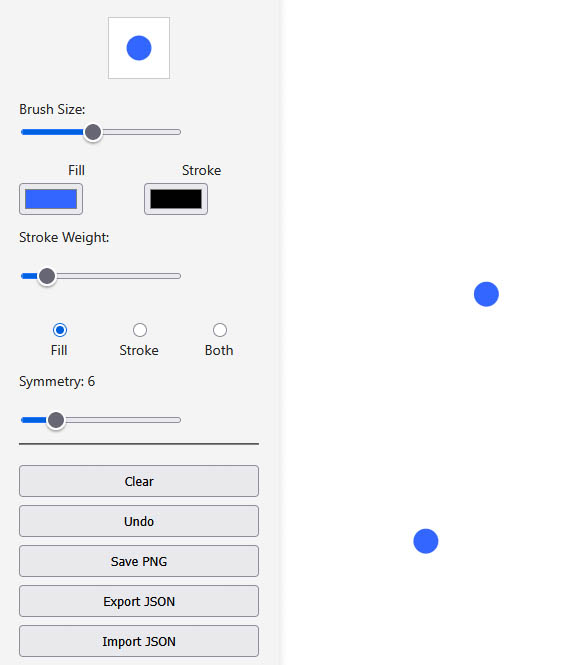 Brush Size:
Fill Stroke
Stroke Weight:
Fill Stroke Both
Symmetry: 6
Clear
Undo
Save PNG
Export JSON
Import JSON